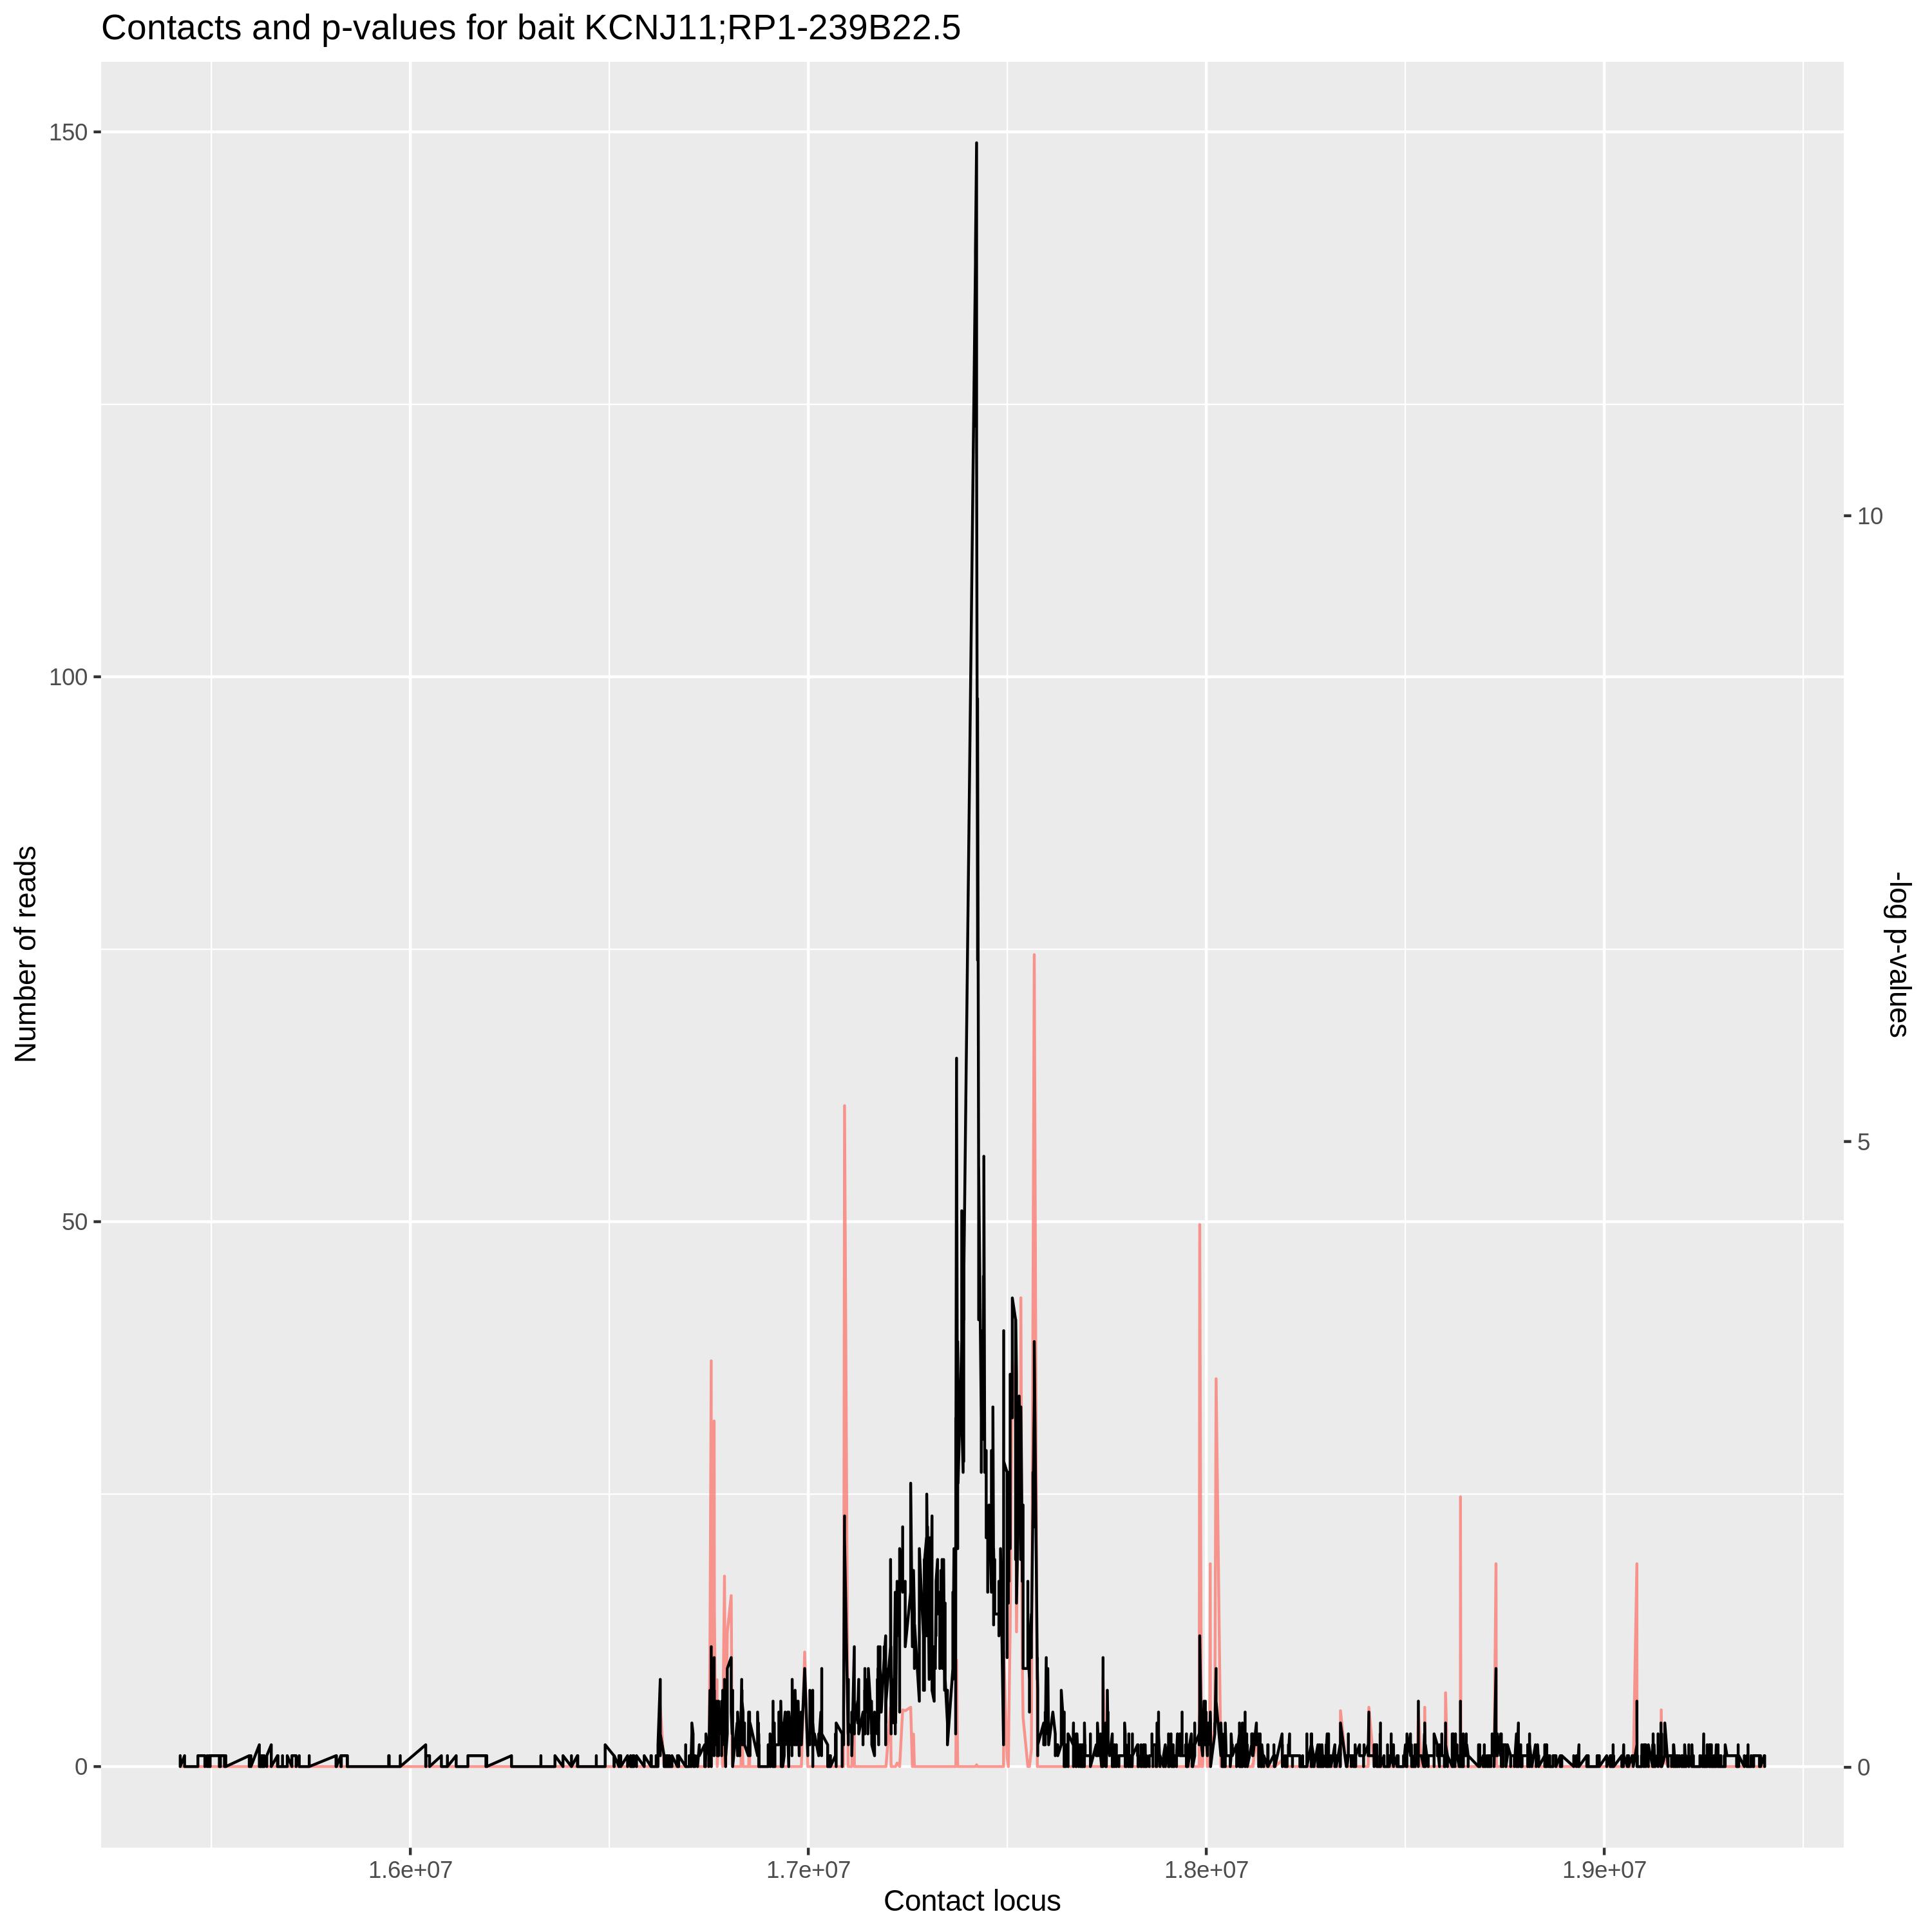 Contacts and p-values for bait KCNJ11;RP1-239B22.5
150
100
50
0
Number of reads
10
5
0
-log p-values
1.6e+07
1.7e+07
1.8e+07
1.9e+07
Contact locus